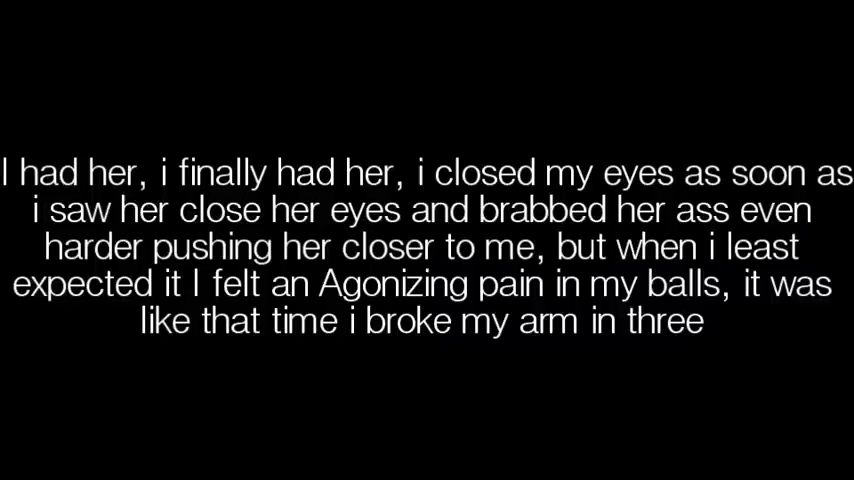 I had her, i finally had her, i closed my eyes as soon as
i saw her close her eyes and brabbed her ass even
harder pushing her closer to me, but when i least
expected it I felt an Agonizing pain in my balls, it was
like that time i broke my arm in three